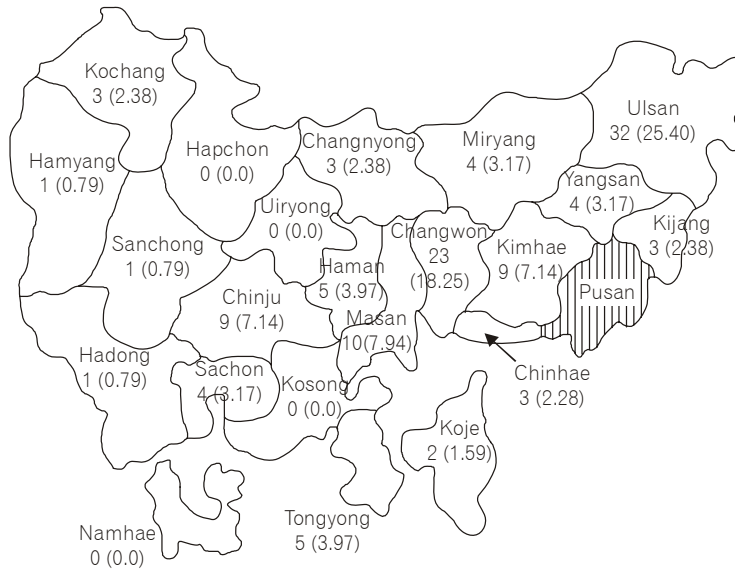 Kochang
3 (2.38)
Ulsan
32 (25.40)
Hapchon
0 (0.0)
Changnyong
3 (2.38)
Miryang
4 (3.17)
Hamyang
1 (0.79)
Yangsan
4 (3.17)
Uiryong
0 (0.0)
Changwon
23
(18.25)
Kijang
3 (2.38)
Sanchong
1 (0.79)
Kimhae
9 (7.14)
Haman
5 (3.97)
Pusan
Chinju
9 (7.14)
Masan
10(7.94)
Hadong
1 (0.79)
Sachon
4 (3.17)
Kosong
0 (0.0)
Chinhae
3 (2.28)
Koje
2 (1.59)
Tongyong
5 (3.97)
Namhae
0 (0.0)